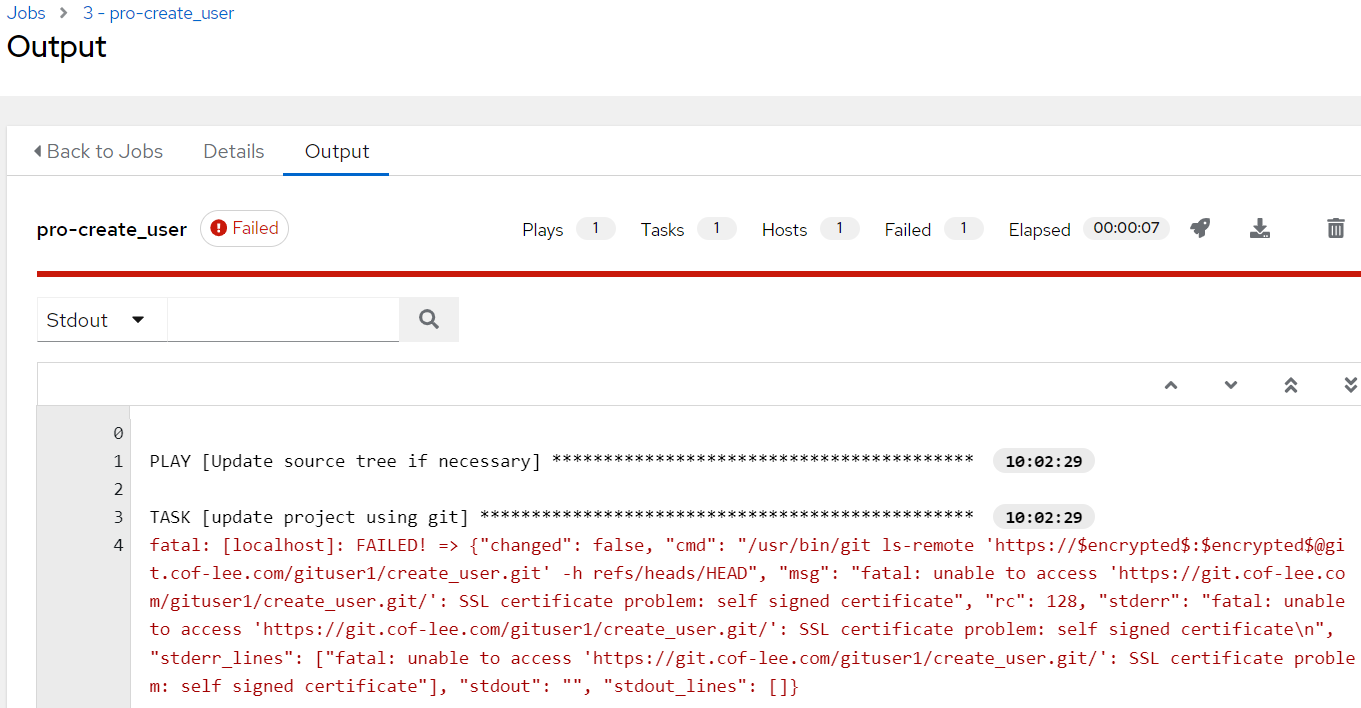 Jobs > 3 - pro-create_user
Output
Back to Jobs Details Output
pro-create_user Failed Plays 1 Tasks 1 Hosts 1 Failed 1 Elapsed 00:00:07
Stdout
0
1 PLAY [Update source tree if necessary] ***************************************** 10:02:29
2
3 TASK [update project using git] ************************************************ 10:02:29
4 fatal: [localhost]: FAILED! => {"changed": false, "cmd": "/usr/bin/git ls-remote 'https://$encrypted$:$encrypted$@gi
t.cof-lee.com/gituser1/create_user.git' -h refs/heads/HEAD", "msg": "fatal: unable to access 'https://git.cof-lee.co
m/gituser1/create_user.git/': SSL certificate problem: self signed certificate", "rc": 128, "stderr": "fatal: unable
to access 'https://git.cof-lee.com/gituser1/create_user.git/': SSL certificate problem: self signed certificate\n",
"stderr_lines": ["fatal: unable to access 'https://git.cof-lee.com/gituser1/create_user.git/': SSL certificate proble
m: self signed certificate"], "stdout": "", "stdout_lines": []}